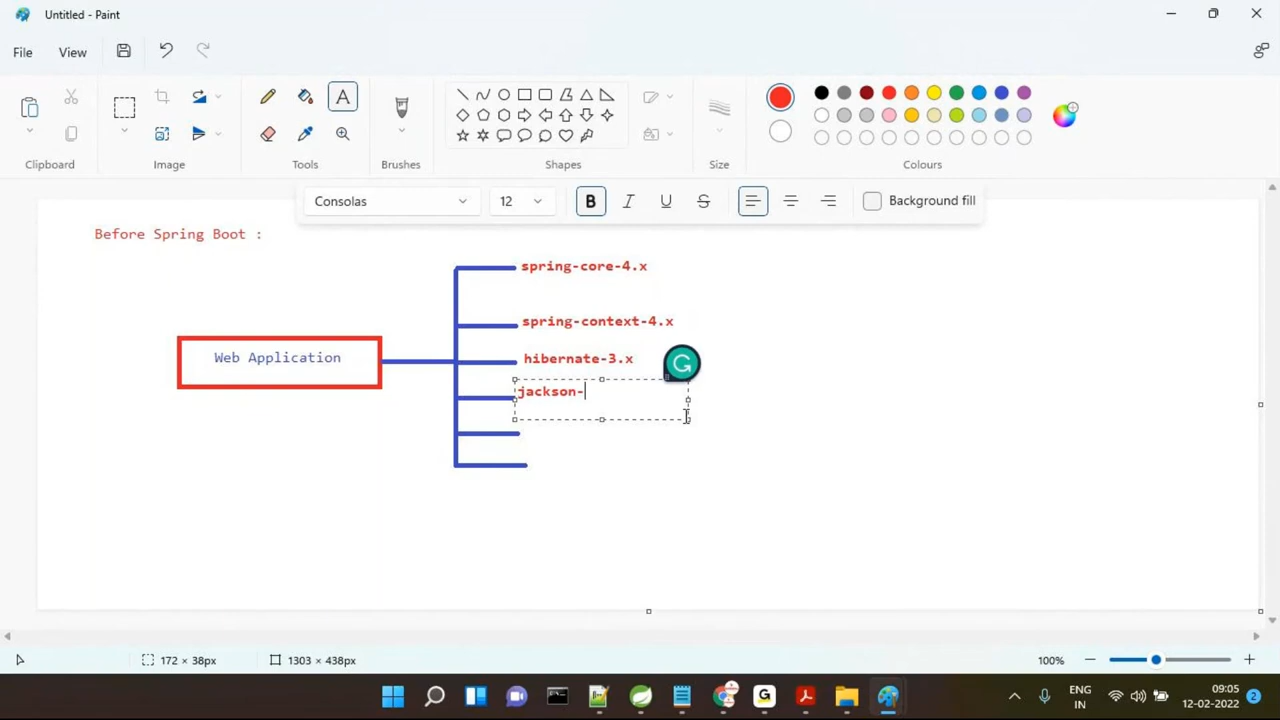 Untitled - Paint
File View
Clipboard
Image
Tools
Brushes
Shapes
Size
Colours
Consolas 12 B I U S Background fill
Before Spring Boot :
spring-core-4.x
spring-context-4.x
Web Application
hibernate-3.x
jackson-
172 × 38px
1303 × 438px
100%
ENG
IN
09:05
12-02-2022
2